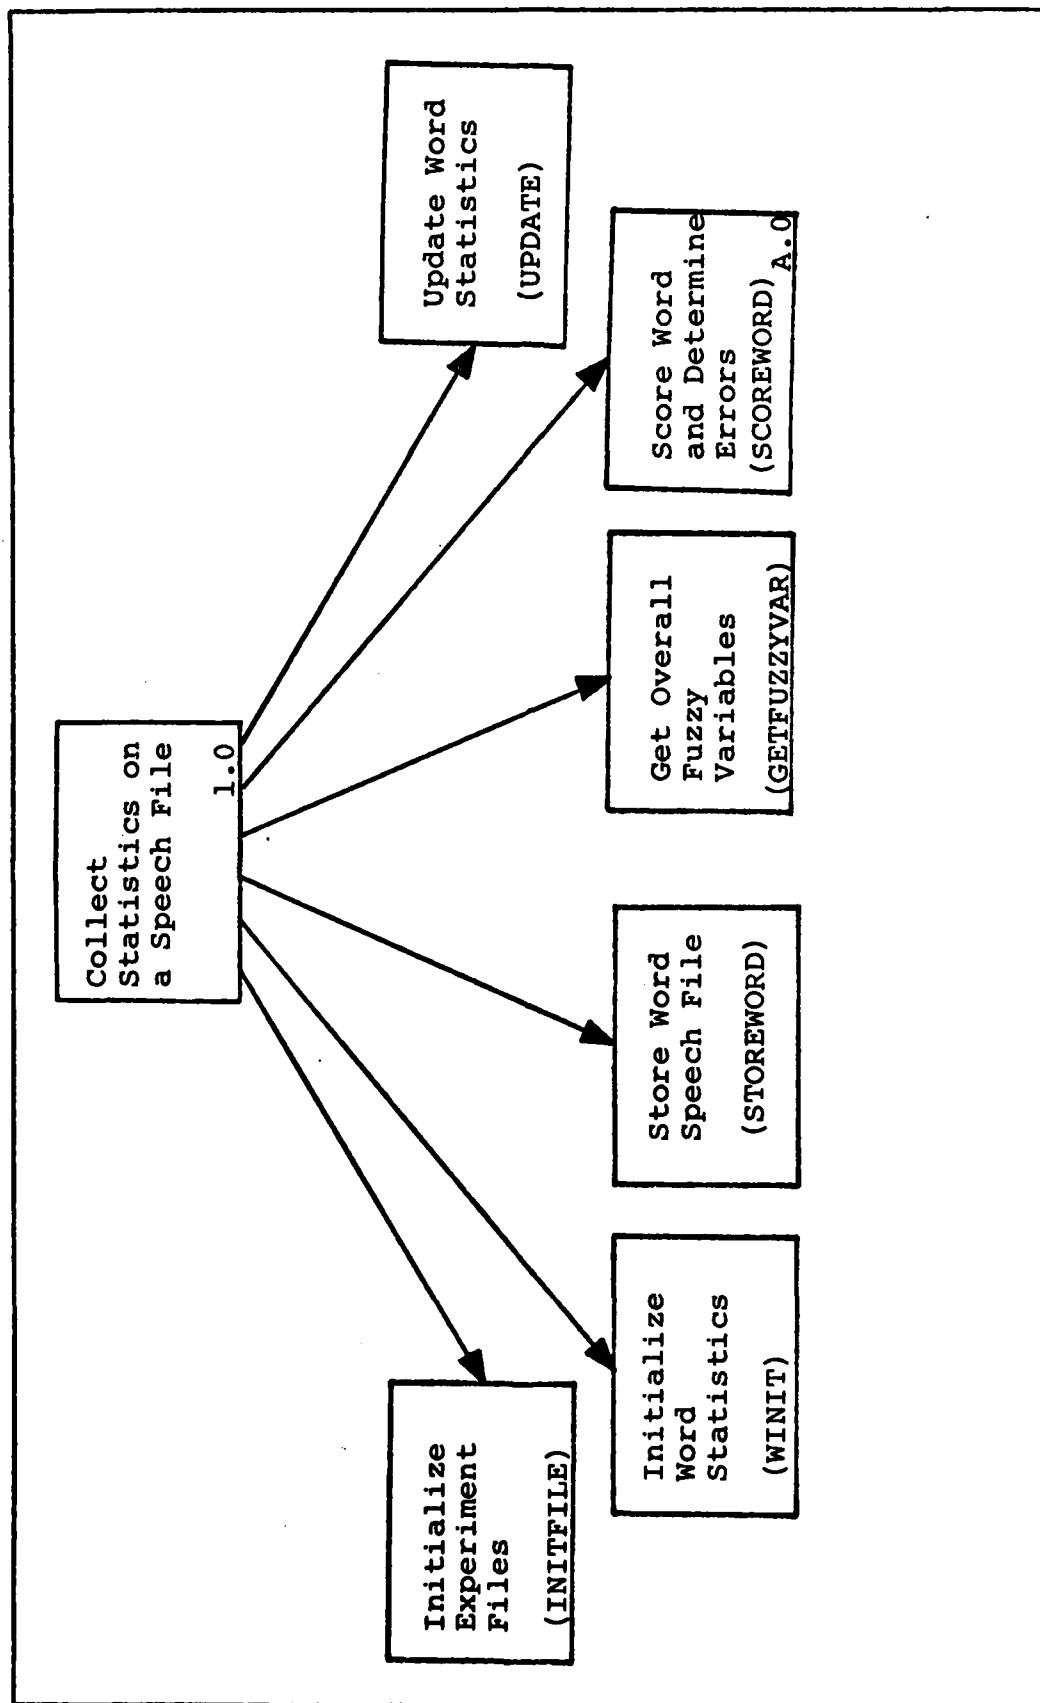 Collect
Statistics on
a Speech File
1.0
Initialize
Experiment
Files
(INITFILE)
Initialize
Word
Statistics
(WINIT)
Store Word
Speech File
(STOREWORD)
Get Overall
Fuzzy
Variables
(GETFUZZYVAR)
Score Word
and Determine
Errors
(SCOREWORD)
A.0
Update Word
Statistics
(UPDATE)